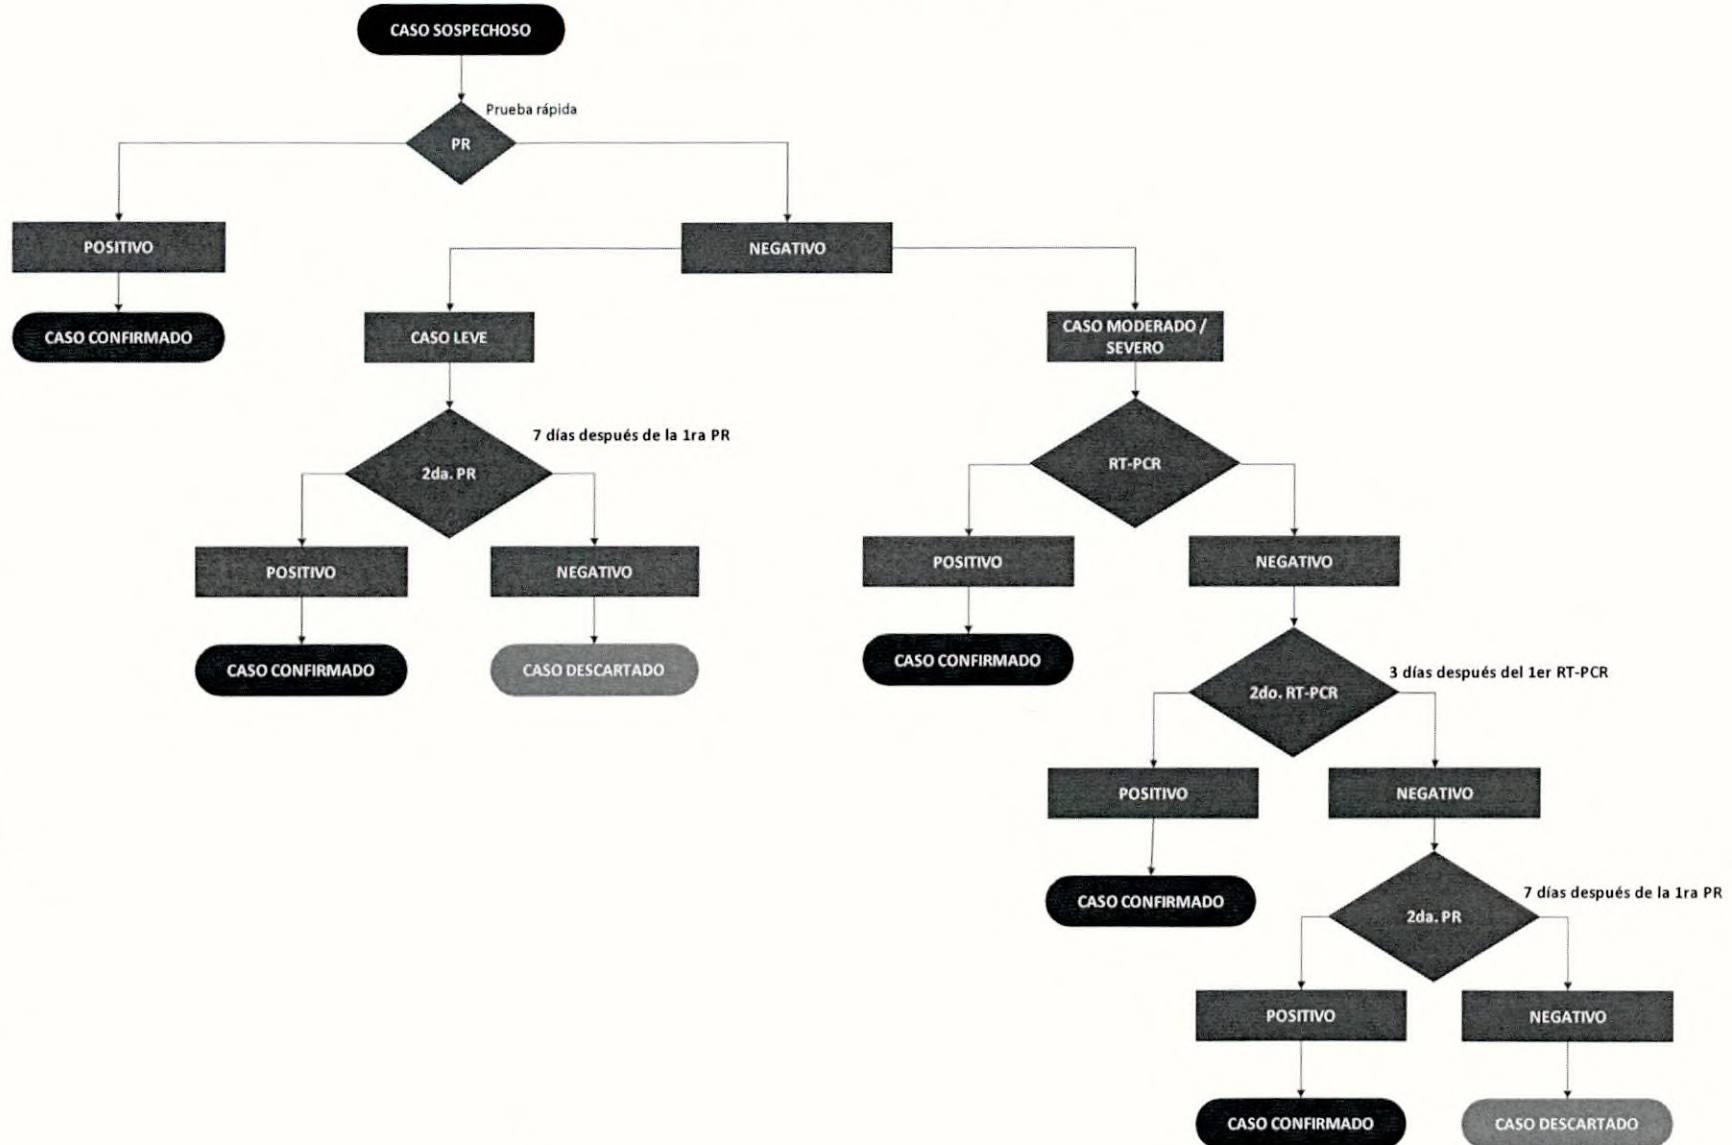 CASO SOSPECHOSO
Prueba rápida
PR
POSITIVO
NEGATIVO
CASO CONFIRMADO
CASO LEVE
CASO MODERADO /
SEVERO
7 días después de la 1ra PR
2da. PR
RT-PCR
POSITIVO
NEGATIVO
POSITIVO
NEGATIVO
CASO CONFIRMADO
CASO DESCARTADO
CASO CONFIRMADO
3 días después del 1er RT-PCR
2do. RT-PCR
POSITIVO
NEGATIVO
CASO CONFIRMADO
7 días después de la 1ra PR
2da. PR
POSITIVO
NEGATIVO
CASO CONFIRMADO
CASO DESCARTADO